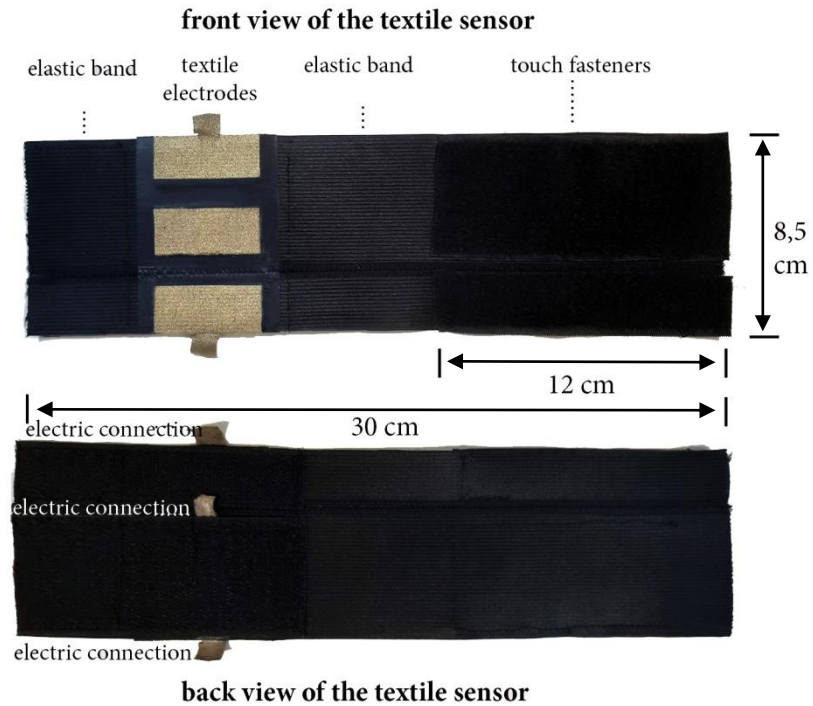 front view of the textile sensor
elastic band
textile
electrodes
elastic band
touch fasteners
8,5
cm
12 cm
30 cm
electric connection
electric connection
electric connection
back view of the textile sensor